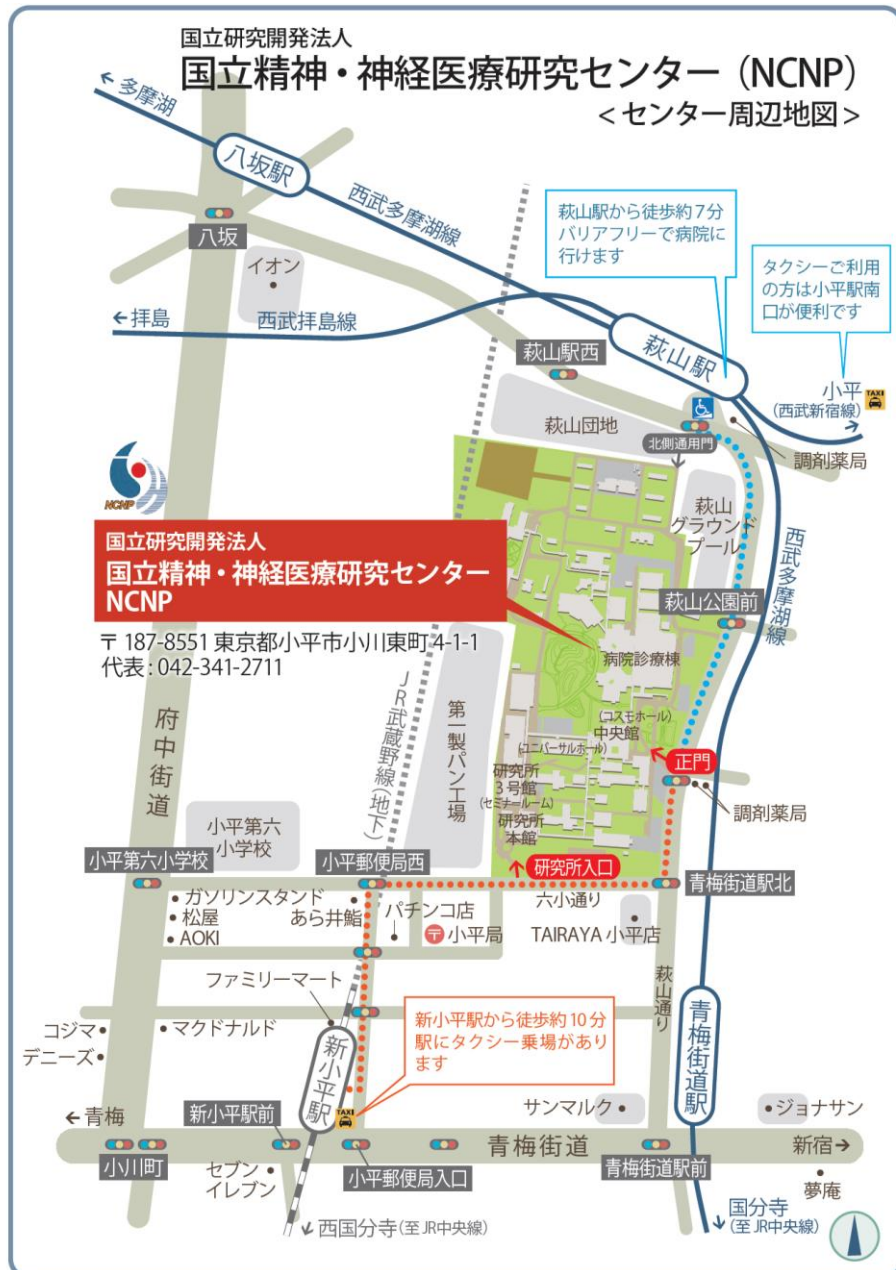 国立研究開発法人
国立精神・神経医療研究センター（NCNP）
＜センター周辺地図＞
←多摩湖
八坂駅
西武多摩湖線
八坂
イオン
萩山駅から徒歩約7分
バリアフリーで病院に
行けます
タクシーご利用
の方は小平駅南
口が便利です
←拝島
西武拝島線
萩山駅
萩山駅西
小平
(西武新宿線)
→
TAXI
萩山団地
北側通用門
調剤薬局
NCNP
萩山
グラウンド
プール
西武多摩湖線
国立研究開発法人
国立精神・神経医療研究センター
NCNP
萩山公園前
〒187-8551 東京都小平市小川東町 4-1-1
代表：042-341-2711
病院診療棟
JR武蔵野線（地下）
第一製パン工場
府中街道
(コスモホール)
中央館
(ユニバーサルホール)
正門
研究所
3号館
(セミナールーム)
研究所
本館
調剤薬局
小平第六
小学校
小平第六小学校
小平郵便局西
研究所入口
青梅街道駅北
六小通り
ガソリンスタンド
松屋
AOKI
あら井鮨
パチンコ店
〒小平局
TAIRAYA 小平店
ファミリーマート
萩山通り
コジマ
デニーズ
マクドナルド
新小平駅
新小平駅から徒歩約10分
駅にタクシー乗場があり
ます
青梅街道駅
TAXI
←青梅
新小平駅前
サンマルク
ジョナサン
小川町
青梅街道
新宿→
セブン
イレブン
小平郵便局入口
青梅街道駅前
夢庵
↙西国分寺（至JR中央線）
国分寺
↓(至JR中央線)